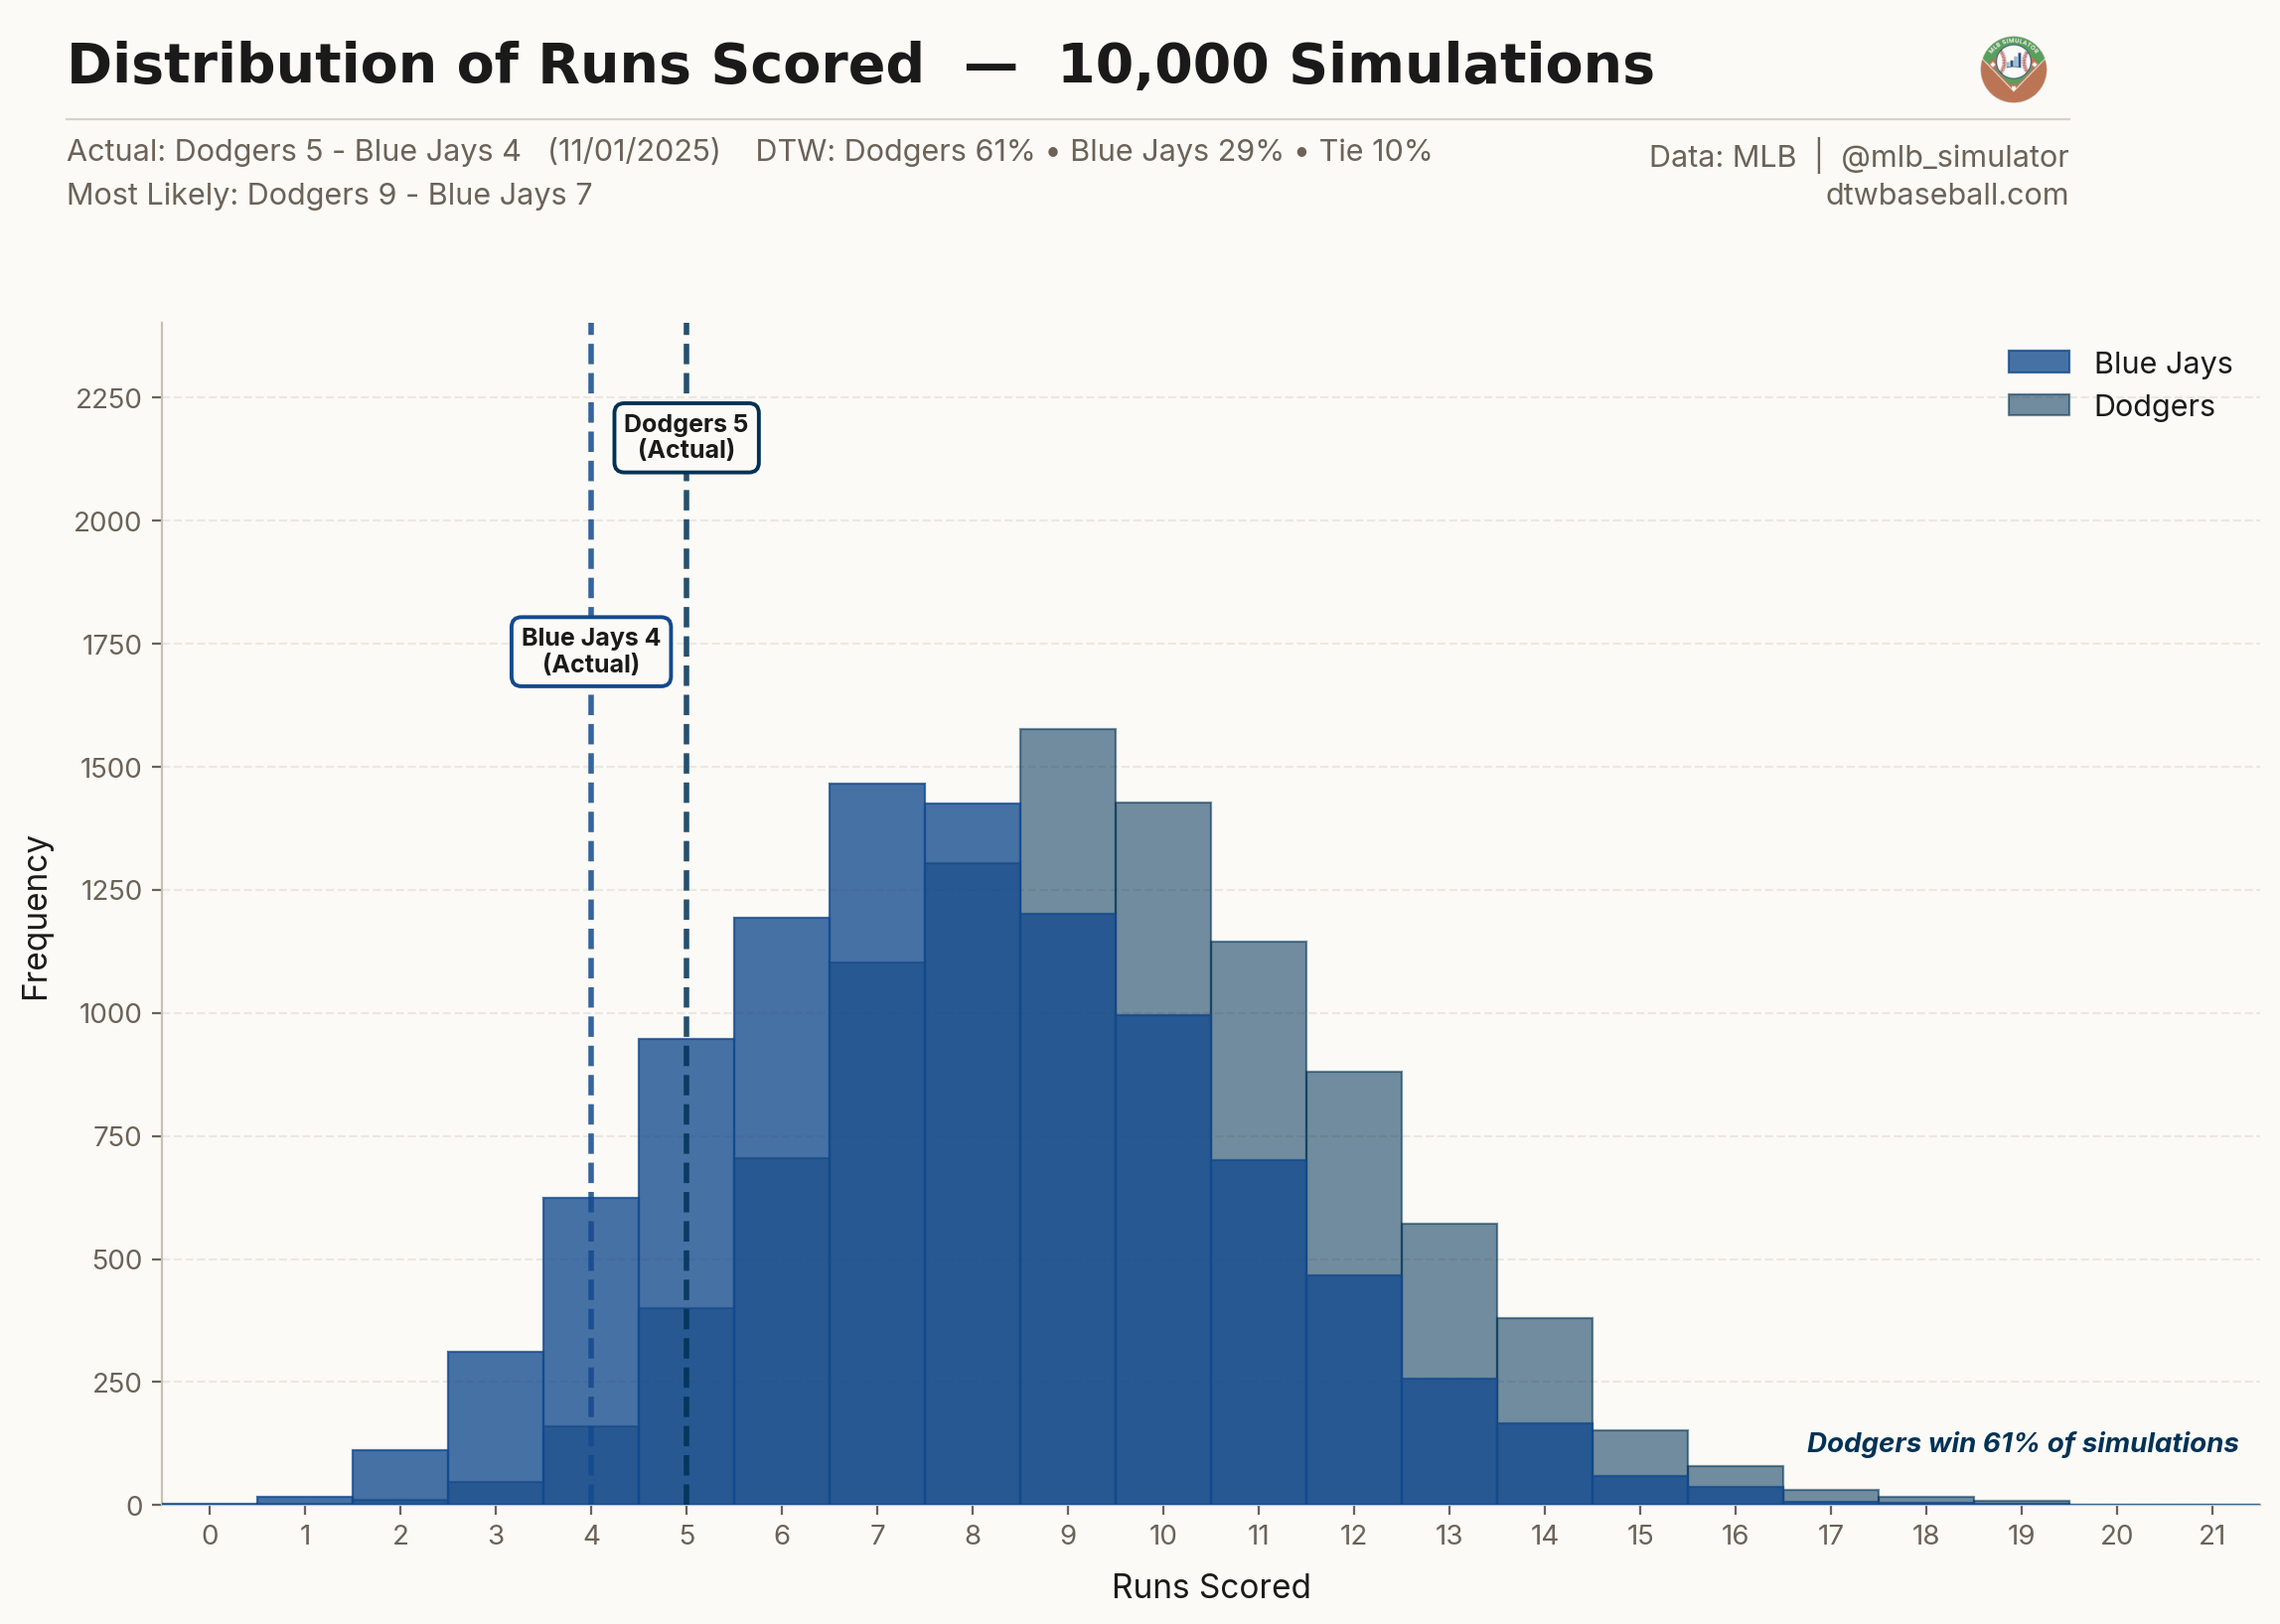 Distribution of Runs Scored — 10,000 Simulations
MLB SIMULATOR
Actual: Dodgers 5 - Blue Jays 4 (11/01/2025) DTW: Dodgers 61% • Blue Jays 29% • Tie 10%
Most Likely: Dodgers 9 - Blue Jays 7
Data: MLB | @mlb_simulator
dtwbaseball.com
Blue Jays
Dodgers
Dodgers 5
(Actual)
Blue Jays 4
(Actual)
Frequency
2250
2000
1750
1500
1250
1000
750
500
250
0
Dodgers win 61% of simulations
0 1 2 3 4 5 6 7 8 9 10 11 12 13 14 15 16 17 18 19 20 21
Runs Scored